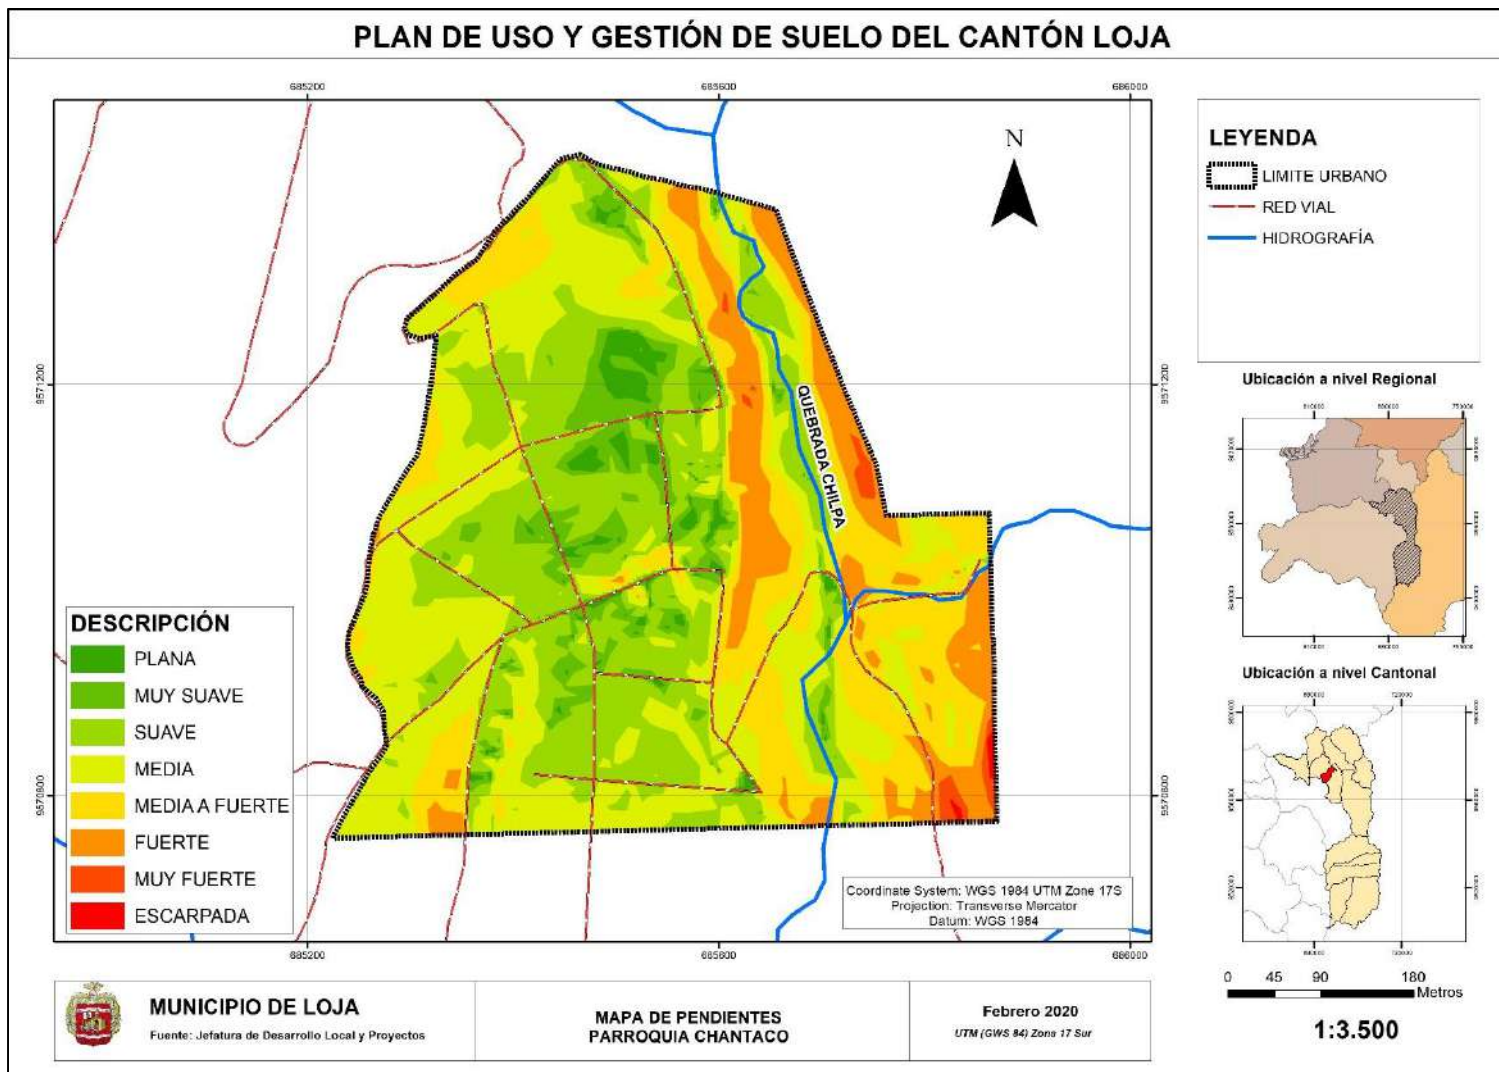 PLAN DE USO Y GESTIÓN DE SUELO DEL CANTÓN LOJA
685200
685600
686000
N
9571200
9571200
QUEBRADA CHILPA
9570800
9570800
DESCRIPCIÓN
PLANA
MUY SUAVE
SUAVE
MEDIA
MEDIA A FUERTE
FUERTE
MUY FUERTE
ESCARPADA
Coordinate System: WGS 1984 UTM Zone 17S
Projection: Transverse Mercator
Datum: WGS 1984
685200
685600
686000
LEYENDA
LIMITE URBANO
RED VIAL
HIDROGRAFÍA
Ubicación a nivel Regional
Ubicación a nivel Cantonal
0 45 90 180
Metros
1:3.500
MUNICIPIO DE LOJA
Fuente: Jefatura de Desarrollo Local y Proyectos
MAPA DE PENDIENTES
PARROQUIA CHANTACO
Febrero 2020
UTM (GWS 84) Zona 17 Sur